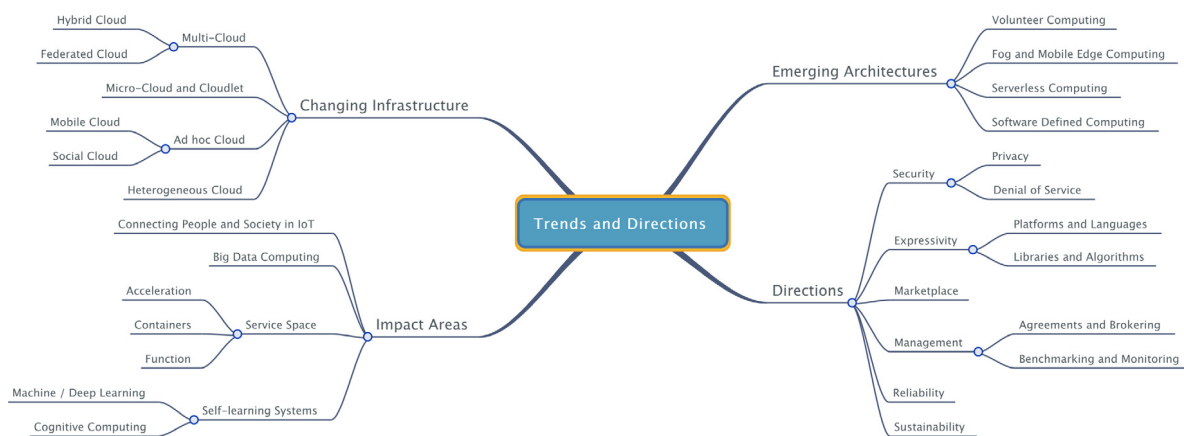 Trends and Directions
Changing Infrastructure
Multi-Cloud
Hybrid Cloud
Federated Cloud
Micro-Cloud and Cloudlet
Ad hoc Cloud
Mobile Cloud
Social Cloud
Heterogeneous Cloud
Emerging Architectures
Volunteer Computing
Fog and Mobile Edge Computing
Serverless Computing
Software Defined Computing
Impact Areas
Connecting People and Society in IoT
Big Data Computing
Service Space
Acceleration
Containers
Function
Self-learning Systems
Machine / Deep Learning
Cognitive Computing
Directions
Security
Privacy
Denial of Service
Expressivity
Platforms and Languages
Libraries and Algorithms
Marketplace
Management
Agreements and Brokering
Benchmarking and Monitoring
Reliability
Sustainability